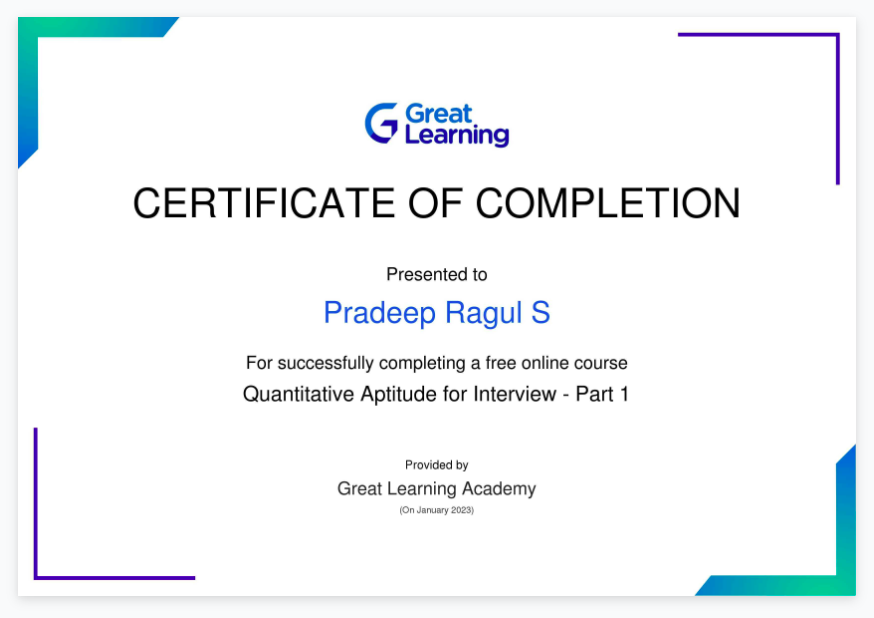 Great
Learning
CERTIFICATE OF COMPLETION
Presented to
Pradeep Ragul S
For successfully completing a free online course
Quantitative Aptitude for Interview - Part 1
Provided by
Great Learning Academy
(On January 2023)